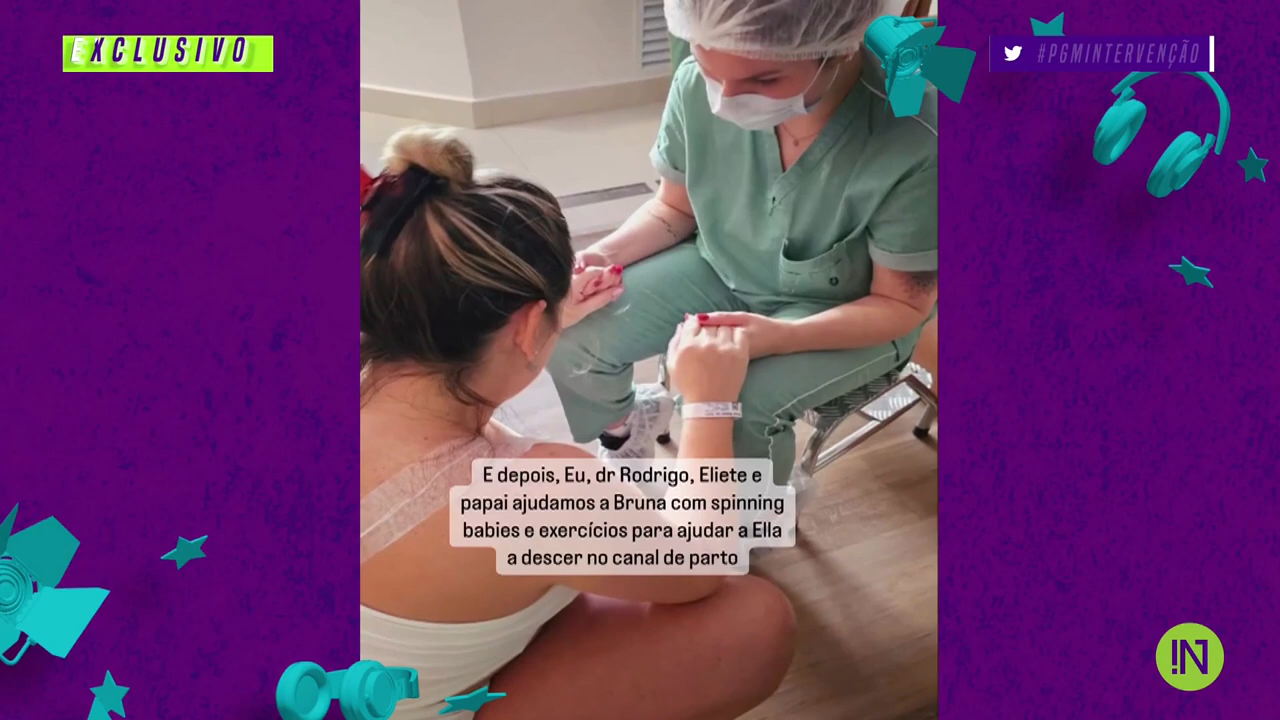 EXCLUSIVO
#PGMINTERVENÇÃO
E depois, Eu, dr Rodrigo, Eliete e
papai ajudamos a Bruna com spinning
babies e exercícios para ajudar a Ella
a descer no canal de parto
!N